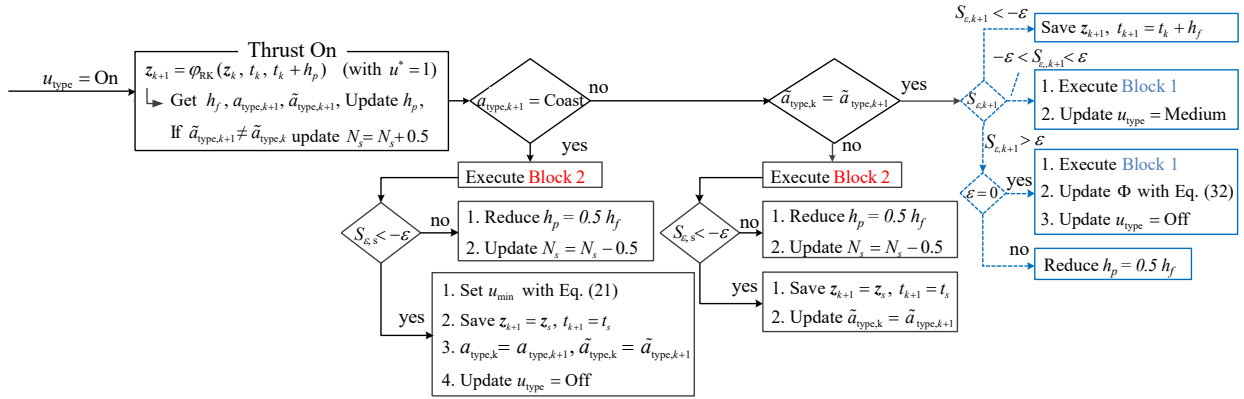 u_type = On
Thrust On
z_{k+1} = φ_RK(z_k, t_k, t_k + h_p) (with u* = 1)
Get h_f, a_type,k+1, ã_type,k+1, Update h_p,
If ã_type,k+1 ≠ ã_type,k update N_s = N_s + 0.5
a_type,k+1 = Coast
no
yes
ã_type,k = ã_type,k+1
yes
no
S_ε,k+1
S_ε,k+1 < −ε
Save z_{k+1}, t_{k+1} = t_k + h_f
−ε < S_ε,,k+1 < ε
1. Execute Block 1
2. Update u_type = Medium
S_ε,k+1 > ε
ε = 0
yes
1. Execute Block 1
2. Update Φ with Eq. (32)
3. Update u_type = Off
no
Reduce h_p = 0.5 h_f
Execute Block 2
S_ε,s < −ε
no
1. Reduce h_p = 0.5 h_f
2. Update N_s = N_s − 0.5
yes
1. Set u_min with Eq. (21)
2. Save z_{k+1} = z_s, t_{k+1} = t_s
3. a_type,k = a_type,k+1, ã_type,k = ã_type,k+1
4. Update u_type = Off
Execute Block 2
S_ε,s < −ε
no
1. Reduce h_p = 0.5 h_f
2. Update N_s = N_s − 0.5
yes
1. Save z_{k+1} = z_s, t_{k+1} = t_s
2. Update ã_type,k = ã_type,k+1